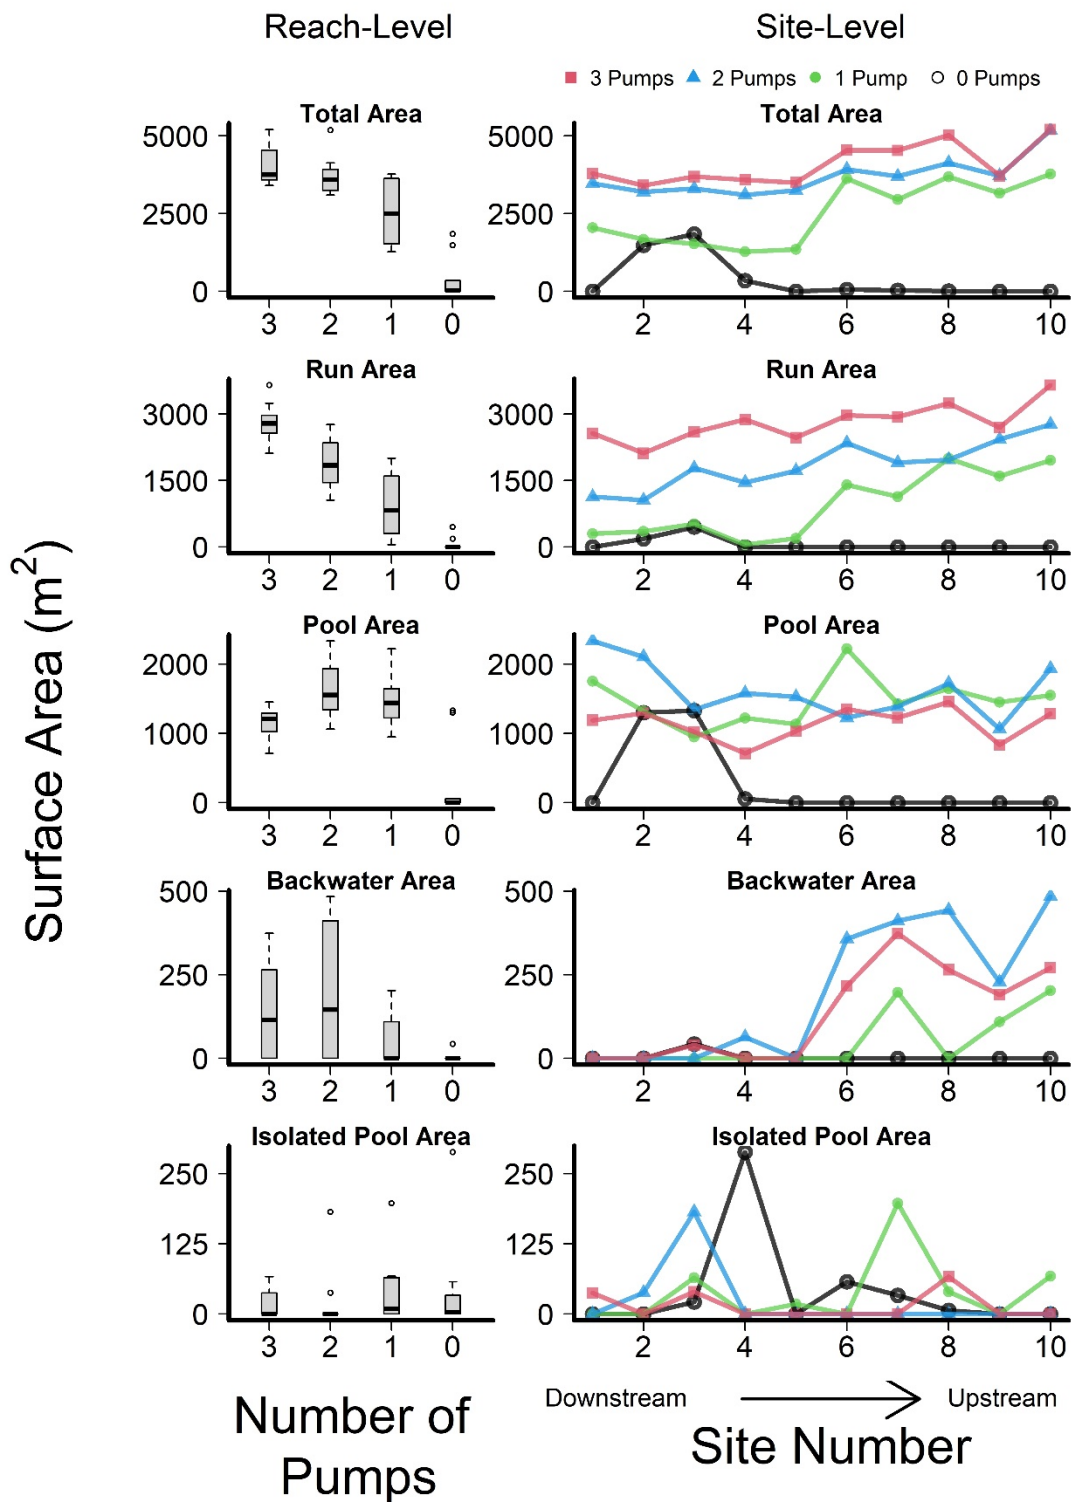 Reach-Level
Site-Level
3 Pumps 2 Pumps 1 Pump 0 Pumps
Total Area
Total Area
5000
2500
0
3 2 1 0
5000
2500
0
2 4 6 8 10
Run Area
Run Area
3000
1500
0
3 2 1 0
3000
1500
0
2 4 6 8 10
Pool Area
Pool Area
2000
1000
0
3 2 1 0
2000
1000
0
2 4 6 8 10
Backwater Area
Backwater Area
500
250
0
3 2 1 0
500
250
0
2 4 6 8 10
Isolated Pool Area
Isolated Pool Area
250
125
0
3 2 1 0
250
125
0
2 4 6 8 10
Surface Area (m²)
Number of
Pumps
Downstream Upstream
Site Number